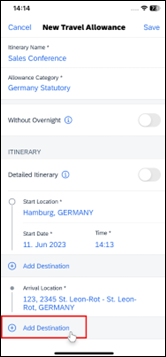 14:14
Cancel New Travel Allowance Save
Itinerary Name *
Sales Conference
Allowance Category *
Germany Statutory
Without Overnight
ITINERARY
Detailed Itinerary
Start Location *
Hamburg, GERMANY
Start Date * Time *
11. Jun 2023 14:13
Add Destination
Arrival Location *
123, 2345 St. Leon-Rot - St. Leon-
Rot, GERMANY
Add Destination